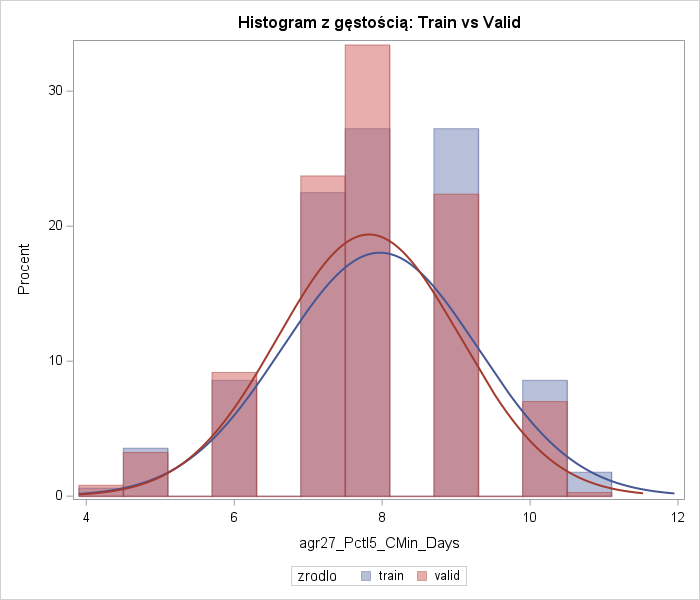 Histogram z gęstością: Train vs Valid
Procent
30
20
10
0
4 6 8 10 12
agr27_Pctl5_CMin_Days
zrodlo train valid